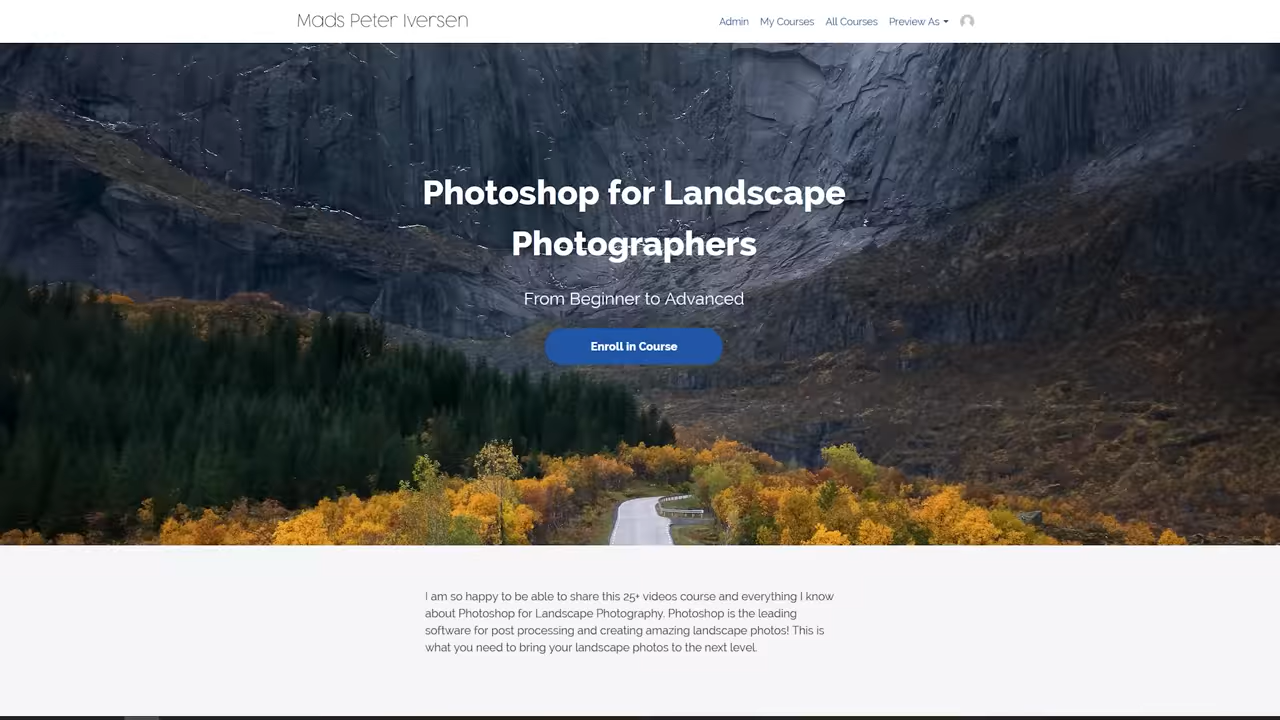 Mads Peter Iversen
Admin My Courses All Courses Preview As
Photoshop for Landscape
Photographers
From Beginner to Advanced
Enroll in Course
I am so happy to be able to share this 25+ videos course and everything I know
about Photoshop for Landscape Photography. Photoshop is the leading
software for post processing and creating amazing landscape photos! This is
what you need to bring your landscape photos to the next level.